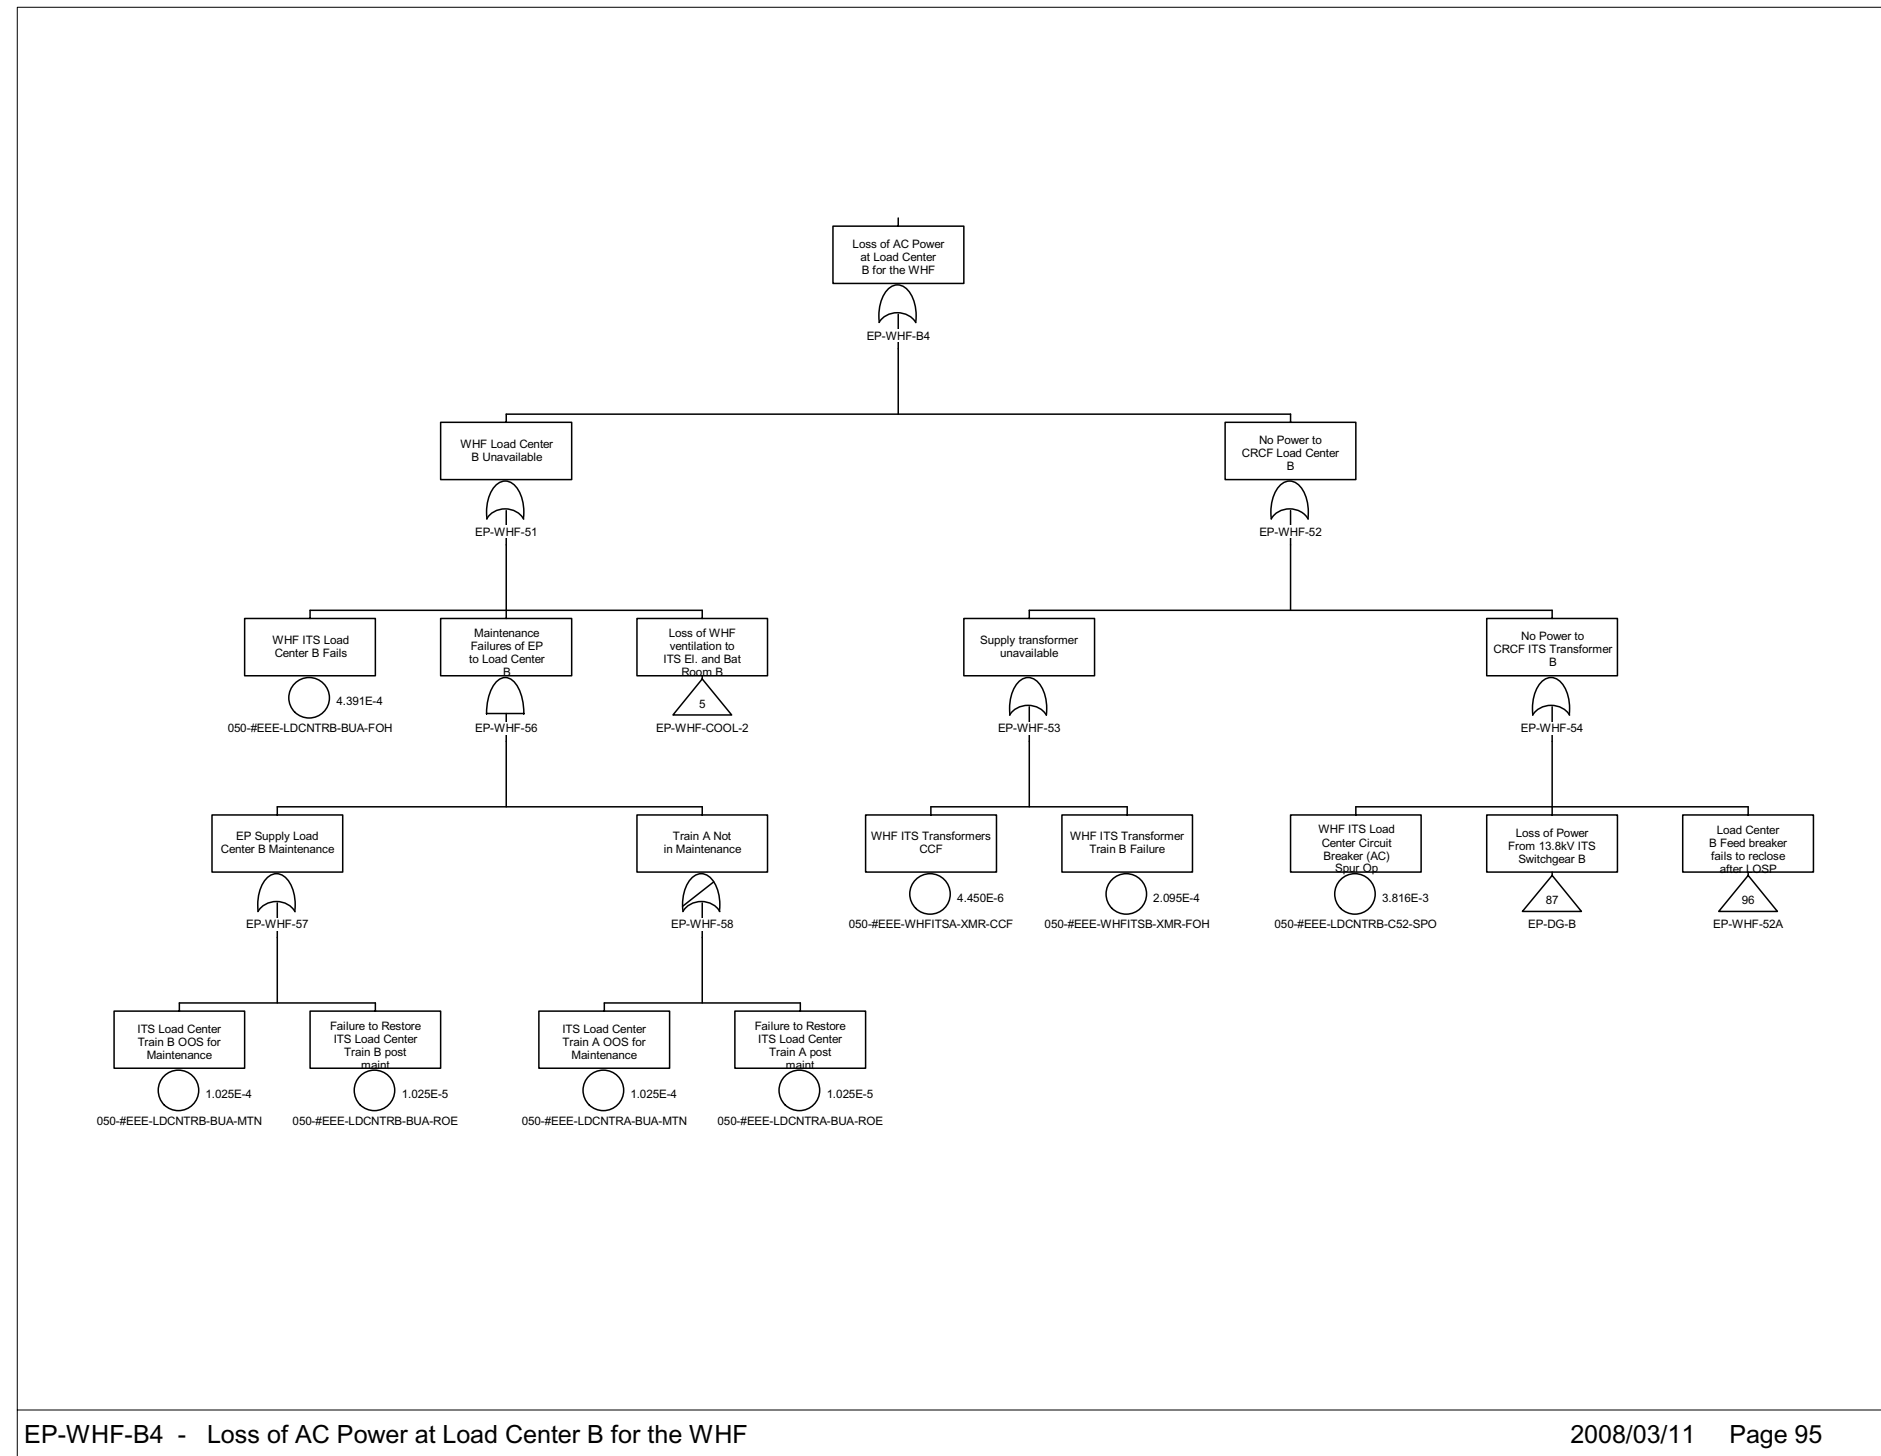 Loss of AC Power
at Load Center
B for the WHF
EP-WHF-B4
WHF Load Center
B Unavailable
EP-WHF-51
No Power to
CRCF Load Center
B
EP-WHF-52
WHF ITS Load
Center B Fails
4.391E-4
050-#EEE-LDCNTRB-BUA-FOH
Maintenance
Failures of EP
to Load Center
B
EP-WHF-56
Loss of WHF
ventilation to
ITS El. and Bat
Room B
5
EP-WHF-COOL-2
Supply transformer
unavailable
EP-WHF-53
No Power to
CRCF ITS Transformer
B
EP-WHF-54
EP Supply Load
Center B Maintenance
EP-WHF-57
Train A Not
in Maintenance
EP-WHF-58
WHF ITS Transformers
CCF
4.450E-6
050-#EEE-WHFITSA-XMR-CCF
WHF ITS Transformer
Train B Failure
2.095E-4
050-#EEE-WHFITSB-XMR-FOH
WHF ITS Load
Center Circuit
Breaker (AC)
Spur Op
3.816E-3
050-#EEE-LDCNTRB-C52-SPO
Loss of Power
From 13.8kV ITS
Switchgear B
87
EP-DG-B
Load Center
B Feed breaker
fails to reclose
after LOSP
96
EP-WHF-52A
ITS Load Center
Train B OOS for
Maintenance
1.025E-4
050-#EEE-LDCNTRB-BUA-MTN
Failure to Restore
ITS Load Center
Train B post
maint
1.025E-5
050-#EEE-LDCNTRB-BUA-ROE
ITS Load Center
Train A OOS for
Maintenance
1.025E-4
050-#EEE-LDCNTRA-BUA-MTN
Failure to Restore
ITS Load Center
Train A post
maint
1.025E-5
050-#EEE-LDCNTRA-BUA-ROE
EP-WHF-B4 - Loss of AC Power at Load Center B for the WHF
2008/03/11 Page 95